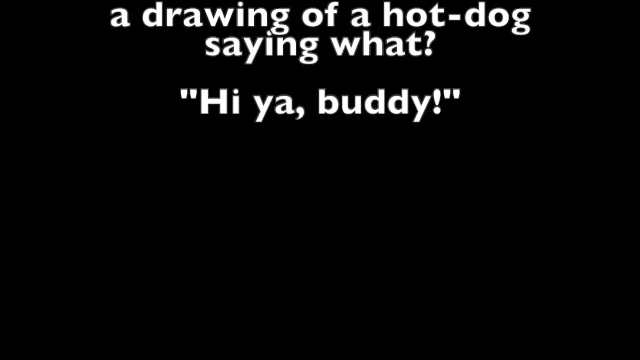 a drawing of a hot-dog
saying what?
"Hi ya, buddy!"